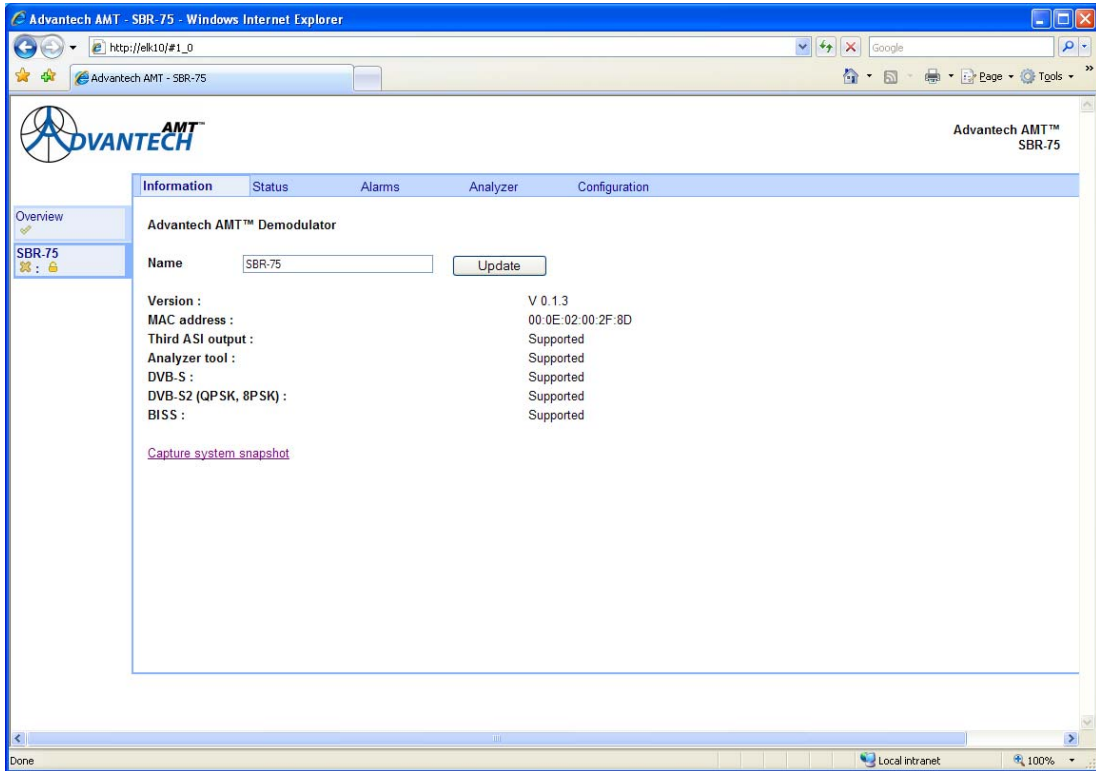 Advantech AMT - SBR-75 - Windows Internet Explorer
http://elk10/#1_0
Google
Advantech AMT - SBR-75
Page
Tools
ADVANTECH AMT™
Advantech AMT™
SBR-75
Information Status Alarms Analyzer Configuration
Overview
SBR-75
:
Advantech AMT™ Demodulator
Name SBR-75 Update
Version : V 0.1.3
MAC address : 00:0E:02:00:2F:8D
Third ASI output : Supported
Analyzer tool : Supported
DVB-S : Supported
DVB-S2 (QPSK, 8PSK) : Supported
BISS : Supported
Capture system snapshot
Done Local intranet 100%